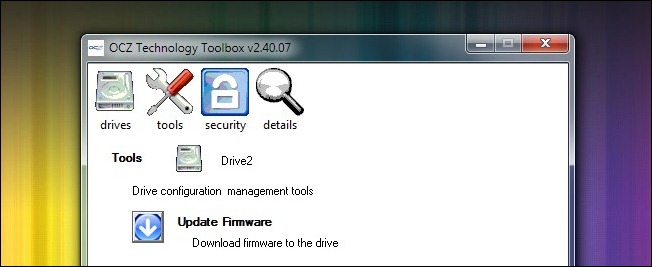 OCZ OCZ Technology Toolbox v2.40.07
drives tools security details
Tools Drive2
Drive configuration management tools
Update Firmware
Download firmware to the drive